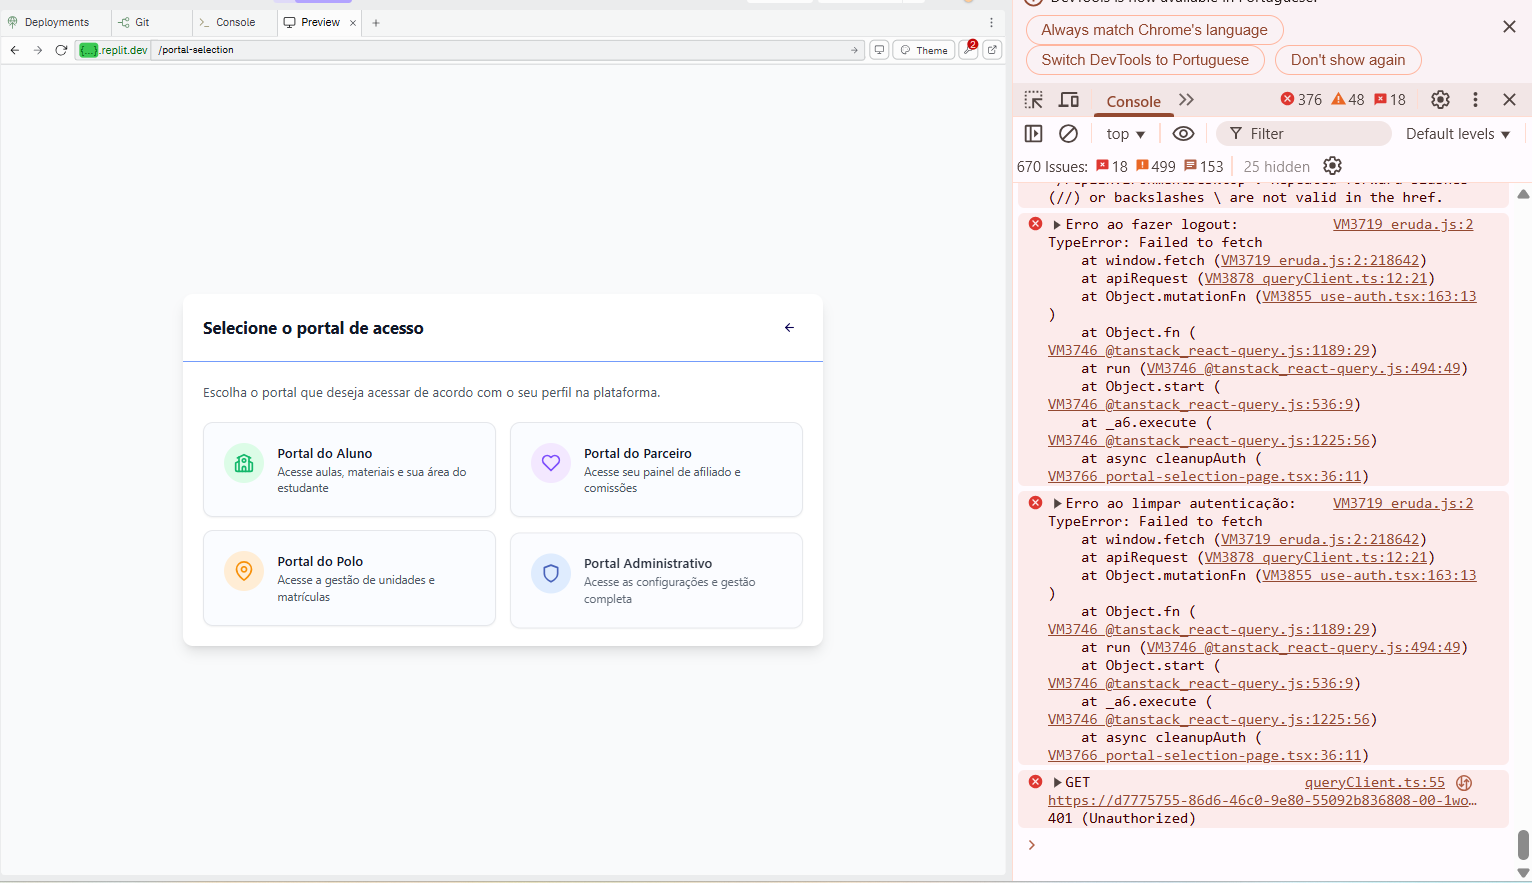 Deployments
Git
Console
Preview
{...}.replit.dev
/portal-selection
Theme
2
Selecione o portal de acesso
Escolha o portal que deseja acessar de acordo com o seu perfil na plataforma.
Portal do Aluno
Acesse aulas, materiais e sua área do
estudante
Portal do Parceiro
Acesse seu painel de afiliado e
comissões
Portal do Polo
Acesse a gestão de unidades e
matrículas
Portal Administrativo
Acesse as configurações e gestão
completa
DevTools is now available in Portuguese.
Always match Chrome's language
Switch DevTools to Portuguese
Don't show again
Console
376
48
18
top
Filter
Default levels
670 Issues:
18
499
153
25 hidden
(//) or backslashes \ are not valid in the href.
Erro ao fazer logout: VM3719 eruda.js:2
TypeError: Failed to fetch
at window.fetch (VM3719 eruda.js:2:218642)
at apiRequest (VM3878 queryClient.ts:12:21)
at Object.mutationFn (VM3855 use-auth.tsx:163:13
)
at Object.fn (
VM3746 @tanstack_react-query.js:1189:29)
at run (VM3746 @tanstack_react-query.js:494:49)
at Object.start (
VM3746 @tanstack_react-query.js:536:9)
at _a6.execute (
VM3746 @tanstack_react-query.js:1225:56)
at async cleanupAuth (
VM3766 portal-selection-page.tsx:36:11)
Erro ao limpar autenticação: VM3719 eruda.js:2
TypeError: Failed to fetch
at window.fetch (VM3719 eruda.js:2:218642)
at apiRequest (VM3878 queryClient.ts:12:21)
at Object.mutationFn (VM3855 use-auth.tsx:163:13
)
at Object.fn (
VM3746 @tanstack_react-query.js:1189:29)
at run (VM3746 @tanstack_react-query.js:494:49)
at Object.start (
VM3746 @tanstack_react-query.js:536:9)
at _a6.execute (
VM3746 @tanstack_react-query.js:1225:56)
at async cleanupAuth (
VM3766 portal-selection-page.tsx:36:11)
GET queryClient.ts:55
https://d7775755-86d6-46c0-9e80-55092b836808-00-1wo…
401 (Unauthorized)